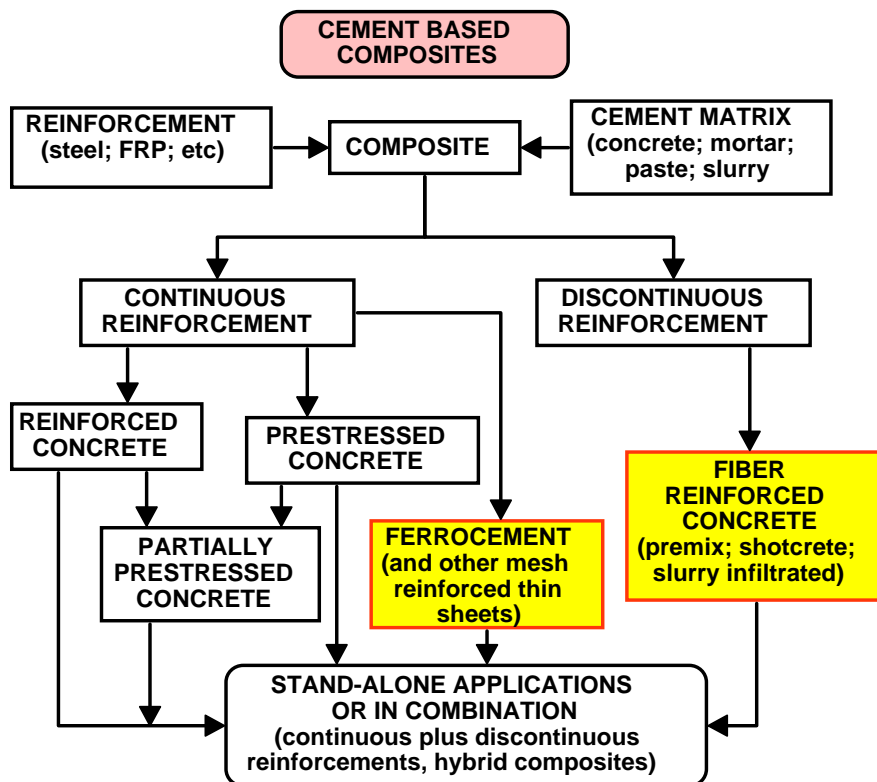 CEMENT BASED
COMPOSITES
REINFORCEMENT
(steel; FRP; etc)
COMPOSITE
CEMENT MATRIX
(concrete; mortar;
paste; slurry
CONTINUOUS
REINFORCEMENT
DISCONTINUOUS
REINFORCEMENT
REINFORCED
CONCRETE
PRESTRESSED
CONCRETE
PARTIALLY
PRESTRESSED
CONCRETE
FERROCEMENT
(and other mesh
reinforced thin
sheets)
FIBER
REINFORCED
CONCRETE
(premix; shotcrete;
slurry infiltrated)
STAND-ALONE APPLICATIONS
OR IN COMBINATION
(continuous plus discontinuous
reinforcements, hybrid composites)